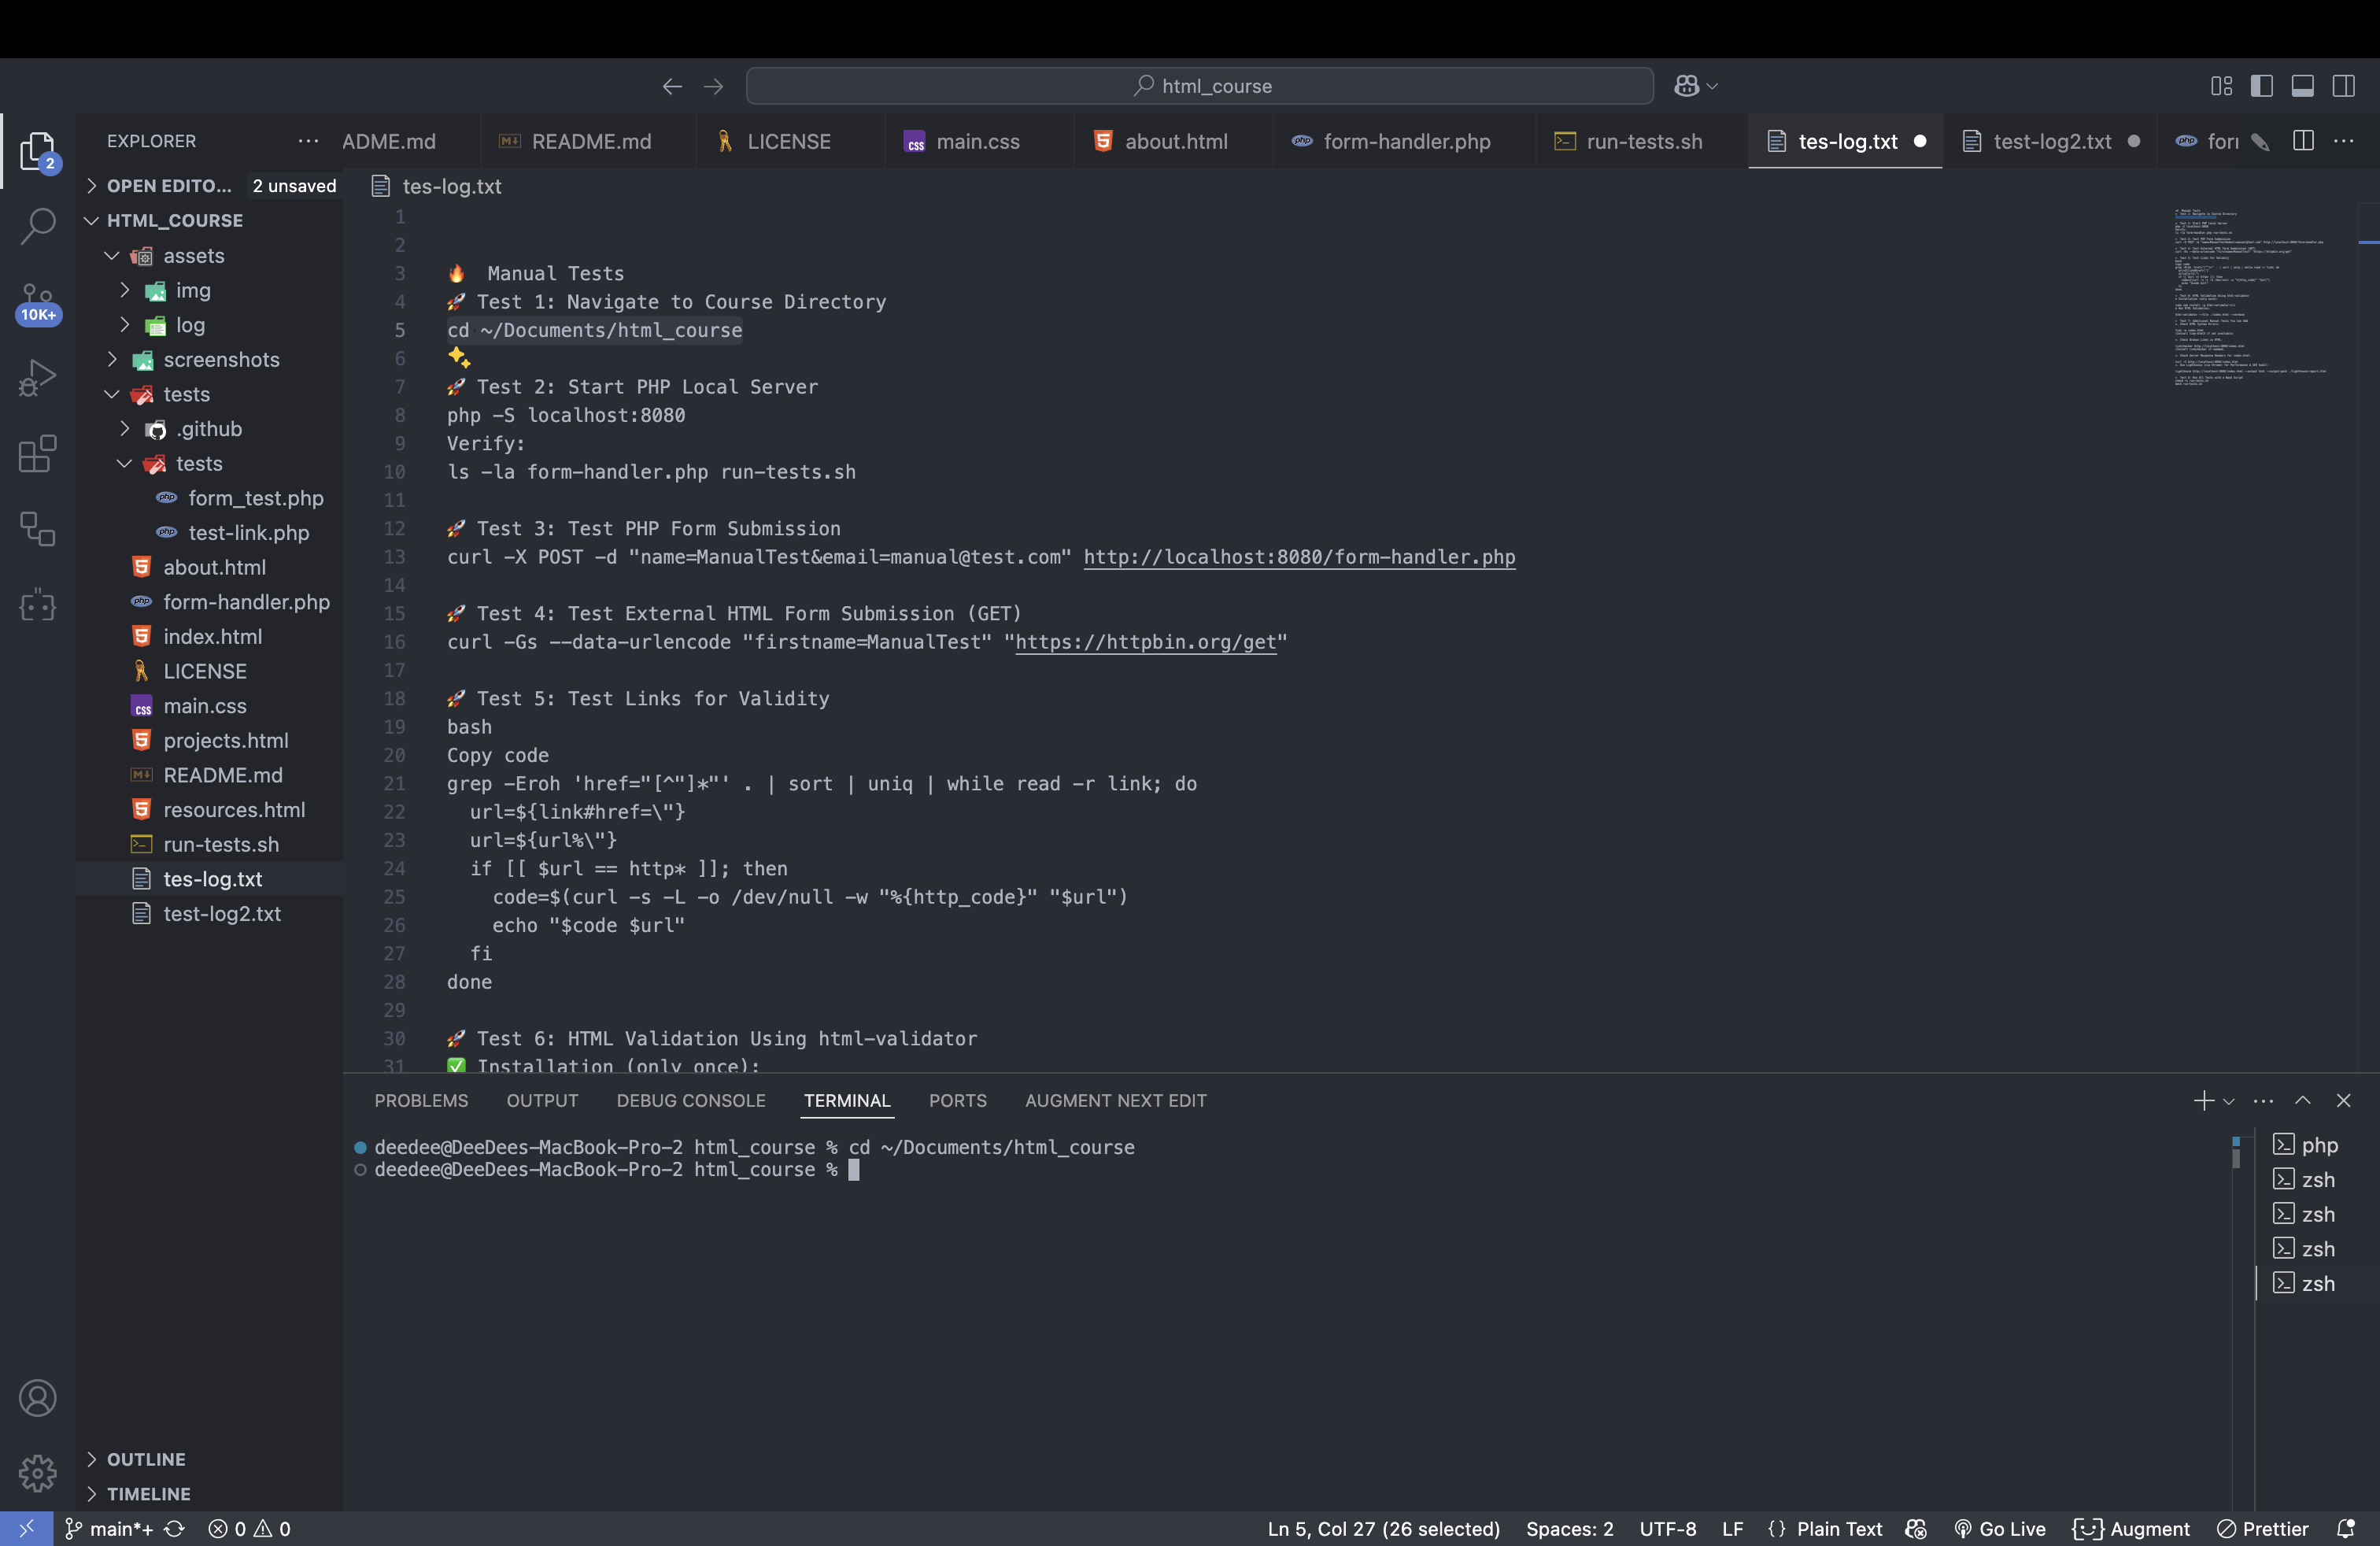 html_course
EXPLORER
ADME.md
README.md
LICENSE
main.css
about.html
form-handler.php
run-tests.sh
tes-log.txt
test-log2.txt
OPEN EDITO... 2 unsaved
tes-log.txt
HTML_COURSE
assets
img
log
screenshots
tests
.github
tests
form_test.php
test-link.php
about.html
form-handler.php
index.html
LICENSE
main.css
projects.html
README.md
resources.html
run-tests.sh
tes-log.txt
test-log2.txt
OUTLINE
TIMELINE
2
10K+
1
2
3 🔥 Manual Tests
4 🚀 Test 1: Navigate to Course Directory
5 cd ~/Documents/html_course
6 ✨
7 🚀 Test 2: Start PHP Local Server
8 php -S localhost:8080
9 Verify:
10 ls -la form-handler.php run-tests.sh
11
12 🚀 Test 3: Test PHP Form Submission
13 curl -X POST -d "name=ManualTest&email=manual@test.com" http://localhost:8080/form-handler.php
14
15 🚀 Test 4: Test External HTML Form Submission (GET)
16 curl -Gs --data-urlencode "firstname=ManualTest" "https://httpbin.org/get"
17
18 🚀 Test 5: Test Links for Validity
19 bash
20 Copy code
21 grep -Eroh 'href="[^"]*"' . | sort | uniq | while read -r link; do
22 url=${link#href=\"}
23 url=${url%\"}
24 if [[ $url == http* ]]; then
25 code=$(curl -s -L -o /dev/null -w "%{http_code}" "$url")
26 echo "$code $url"
27 fi
28 done
29
30 🚀 Test 6: HTML Validation Using html-validator
31 ✅ Installation (only once):
PROBLEMS OUTPUT DEBUG CONSOLE TERMINAL PORTS AUGMENT NEXT EDIT
deedee@DeeDees-MacBook-Pro-2 html_course % cd ~/Documents/html_course
deedee@DeeDees-MacBook-Pro-2 html_course %
php
zsh
zsh
zsh
zsh
main*+ 0 0
Ln 5, Col 27 (26 selected) Spaces: 2 UTF-8 LF {} Plain Text Go Live Augment Prettier